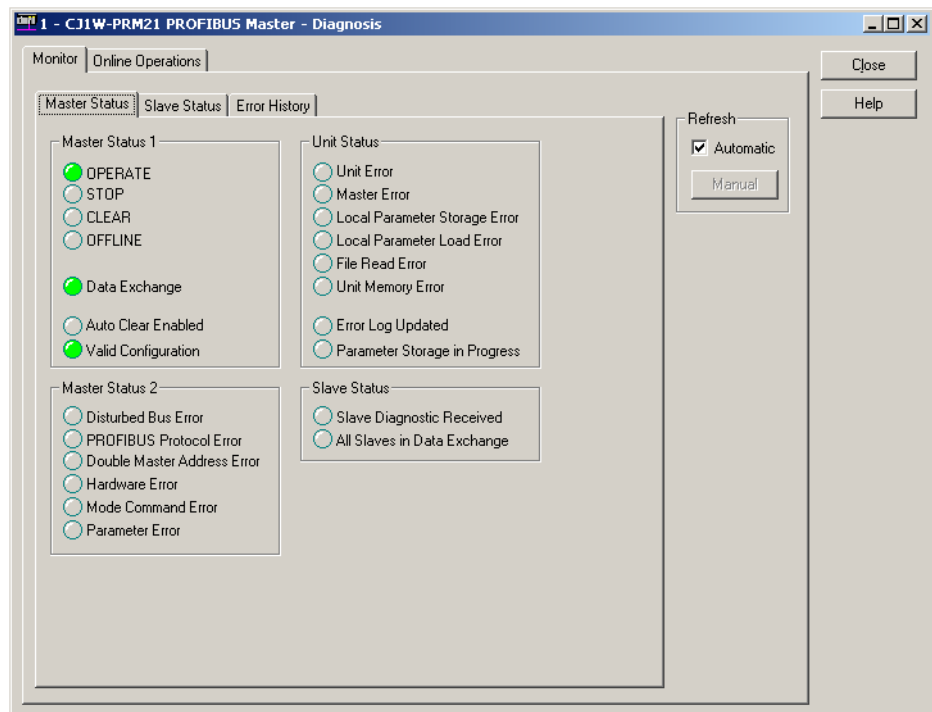 1 - CJ1W-PRM21 PROFIBUS Master - Diagnosis
Monitor
Online Operations
Close
Help
Master Status
Slave Status
Error History
Refresh
Automatic
Manual
Master Status 1
OPERATE
STOP
CLEAR
OFFLINE
Data Exchange
Auto Clear Enabled
Valid Configuration
Unit Status
Unit Error
Master Error
Local Parameter Storage Error
Local Parameter Load Error
File Read Error
Unit Memory Error
Error Log Updated
Parameter Storage in Progress
Master Status 2
Disturbed Bus Error
PROFIBUS Protocol Error
Double Master Address Error
Hardware Error
Mode Command Error
Parameter Error
Slave Status
Slave Diagnostic Received
All Slaves in Data Exchange